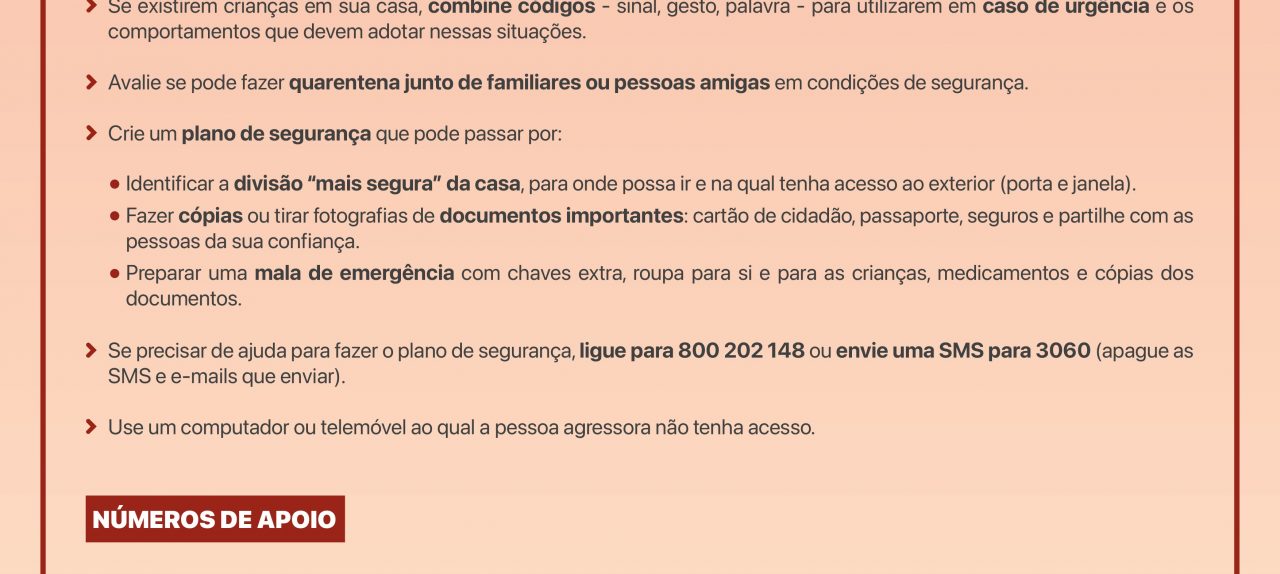 Se existirem crianças em sua casa, combine códigos - sinal, gesto, palavra - para utilizarem em caso de urgência e os
comportamentos que devem adotar nessas situações.
Avalie se pode fazer quarentena junto de familiares ou pessoas amigas em condições de segurança.
Crie um plano de segurança que pode passar por:
Identificar a divisão “mais segura” da casa, para onde possa ir e na qual tenha acesso ao exterior (porta e janela).
Fazer cópias ou tirar fotografias de documentos importantes: cartão de cidadão, passaporte, seguros e partilhe com as
pessoas da sua confiança.
Preparar uma mala de emergência com chaves extra, roupa para si e para as crianças, medicamentos e cópias dos
documentos.
Se precisar de ajuda para fazer o plano de segurança, ligue para 800 202 148 ou envie uma SMS para 3060 (apague as
SMS e e-mails que enviar).
Use um computador ou telemóvel ao qual a pessoa agressora não tenha acesso.
NÚMEROS DE APOIO